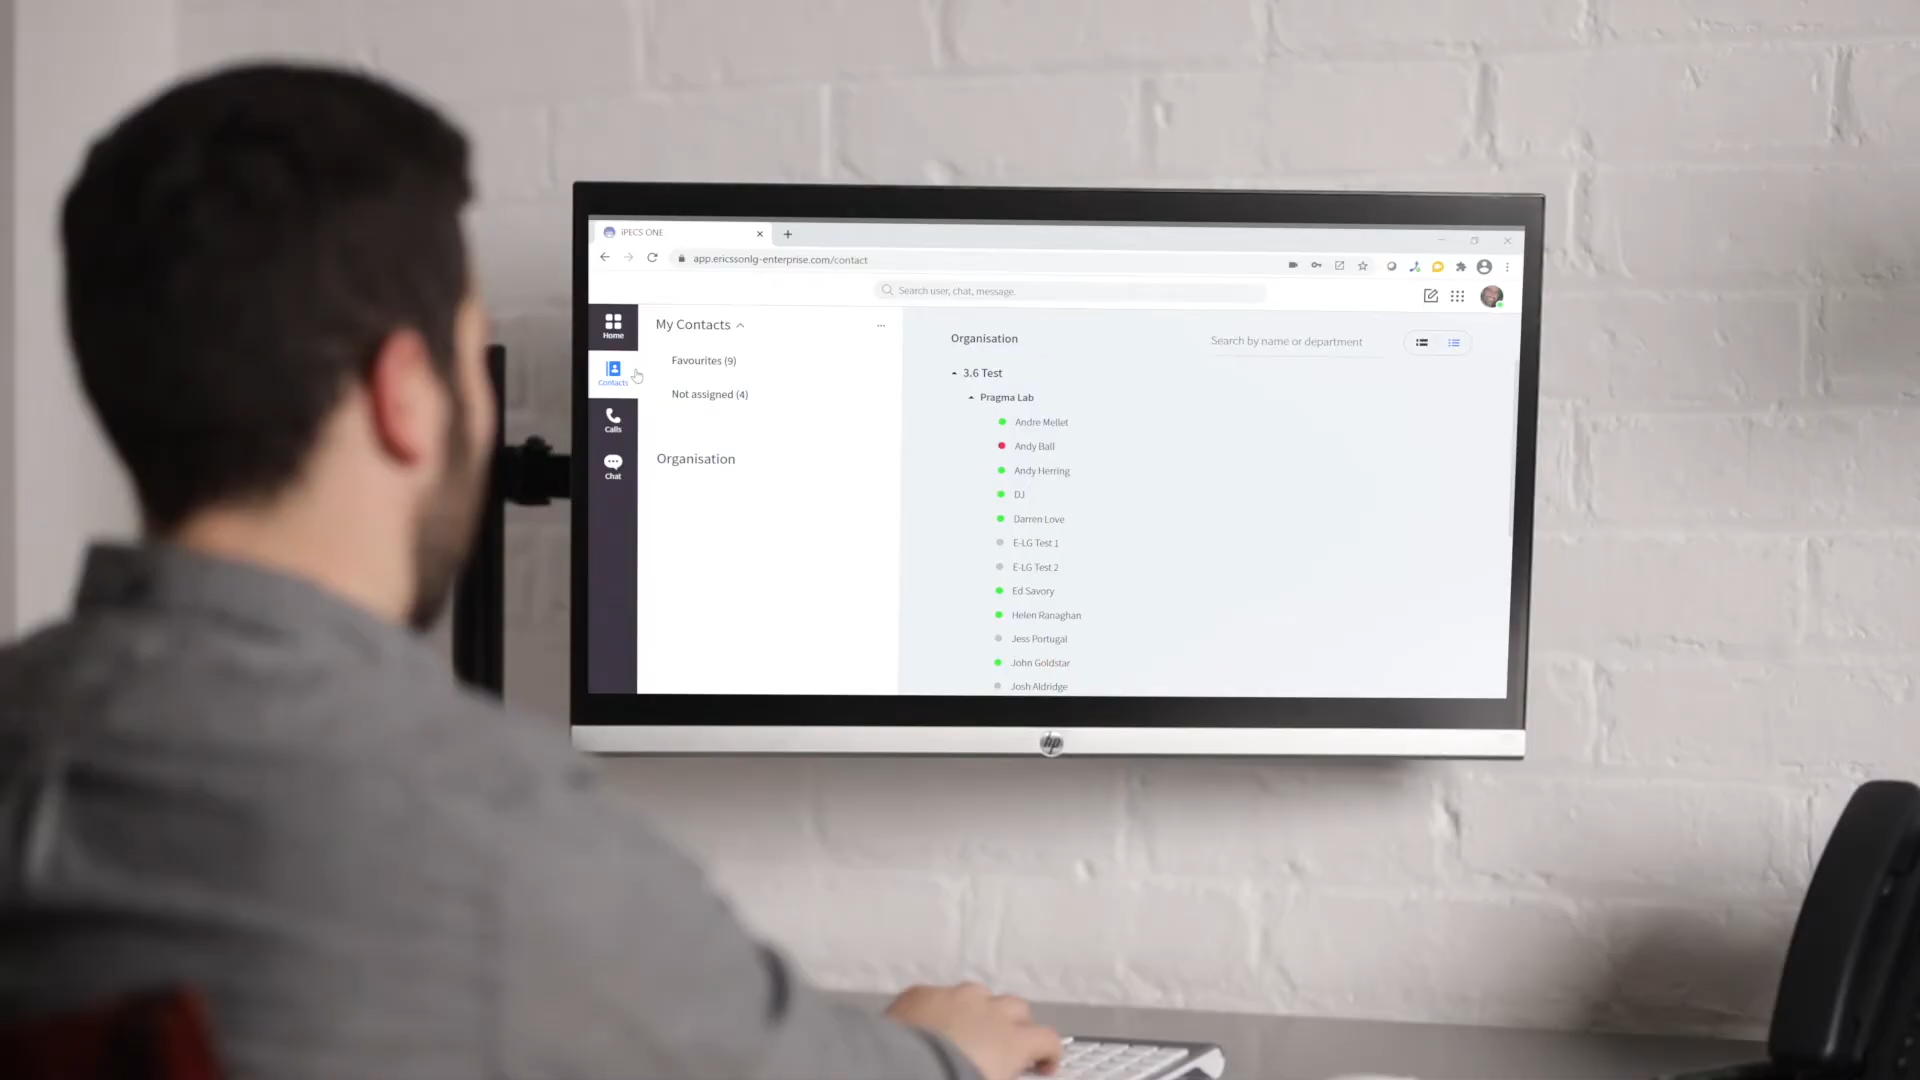 iPECS ONE
app.ericssonlg-enterprise.com/contact
Search user, chat, message.
Home
Contacts
Calls
Chat
My Contacts
Favourites (9)
Not assigned (4)
Organisation
Organisation
Search by name or department
3.6 Test
Pragma Lab
Andre Mellet
Andy Ball
Andy Herring
DJ
Darren Love
E-LG Test 1
E-LG Test 2
Ed Savory
Helen Ranaghan
Jess Portugal
John Goldstar
Josh Aldridge
hp